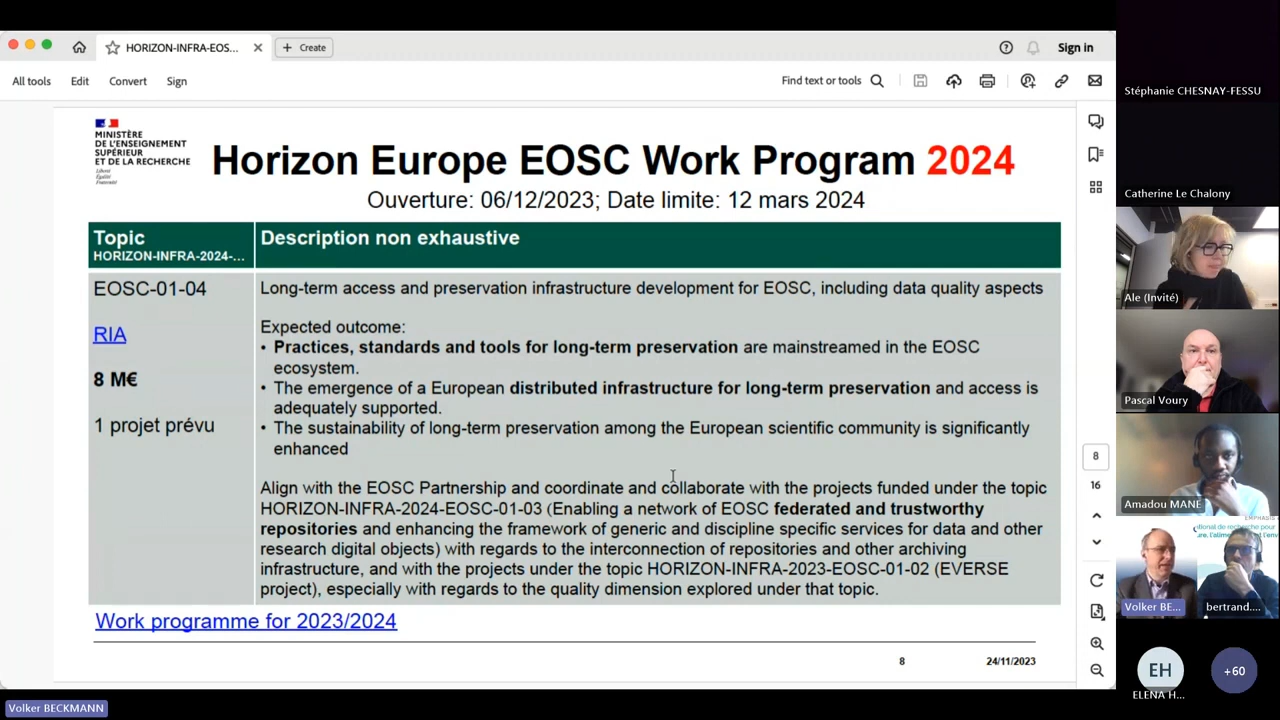 HORIZON-INFRA-EOS...
Create
Sign in
All tools
Edit
Convert
Sign
Find text or tools
MINISTÈRE
DE L'ENSEIGNEMENT
SUPÉRIEUR
ET DE LA RECHERCHE
Liberté
Égalité
Fraternité
Horizon Europe EOSC Work Program 2024
Ouverture: 06/12/2023; Date limite: 12 mars 2024
Topic
HORIZON-INFRA-2024-...
Description non exhaustive
EOSC-01-04
RIA
8 M€
1 projet prévu
Long-term access and preservation infrastructure development for EOSC, including data quality aspects
Expected outcome:
• Practices, standards and tools for long-term preservation are mainstreamed in the EOSC
ecosystem.
• The emergence of a European distributed infrastructure for long-term preservation and access is
adequately supported.
• The sustainability of long-term preservation among the European scientific community is significantly
enhanced
Align with the EOSC Partnership and coordinate and collaborate with the projects funded under the topic
HORIZON-INFRA-2024-EOSC-01-03 (Enabling a network of EOSC federated and trustworthy
repositories and enhancing the framework of generic and discipline specific services for data and other
research digital objects) with regards to the interconnection of repositories and other archiving
infrastructure, and with the projects under the topic HORIZON-INFRA-2023-EOSC-01-02 (EVERSE
project), especially with regards to the quality dimension explored under that topic.
Work programme for 2023/2024
8
24/11/2023
8
16
Stéphanie CHESNAY-FESSU
Catherine Le Chalony
Ale (Invité)
Pascal Voury
Amadou MANE
EMPHASIS
Volker BE...
bertrand....
EH
ELENA H...
+60
Volker BECKMANN